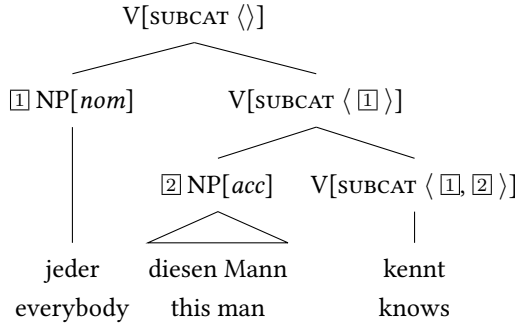 V[SUBCAT ⟨⟩]
1 NP[nom] V[SUBCAT ⟨ 1 ⟩]
2 NP[acc] V[SUBCAT ⟨ 1, 2 ⟩]
jeder diesen Mann kennt
everybody this man knows